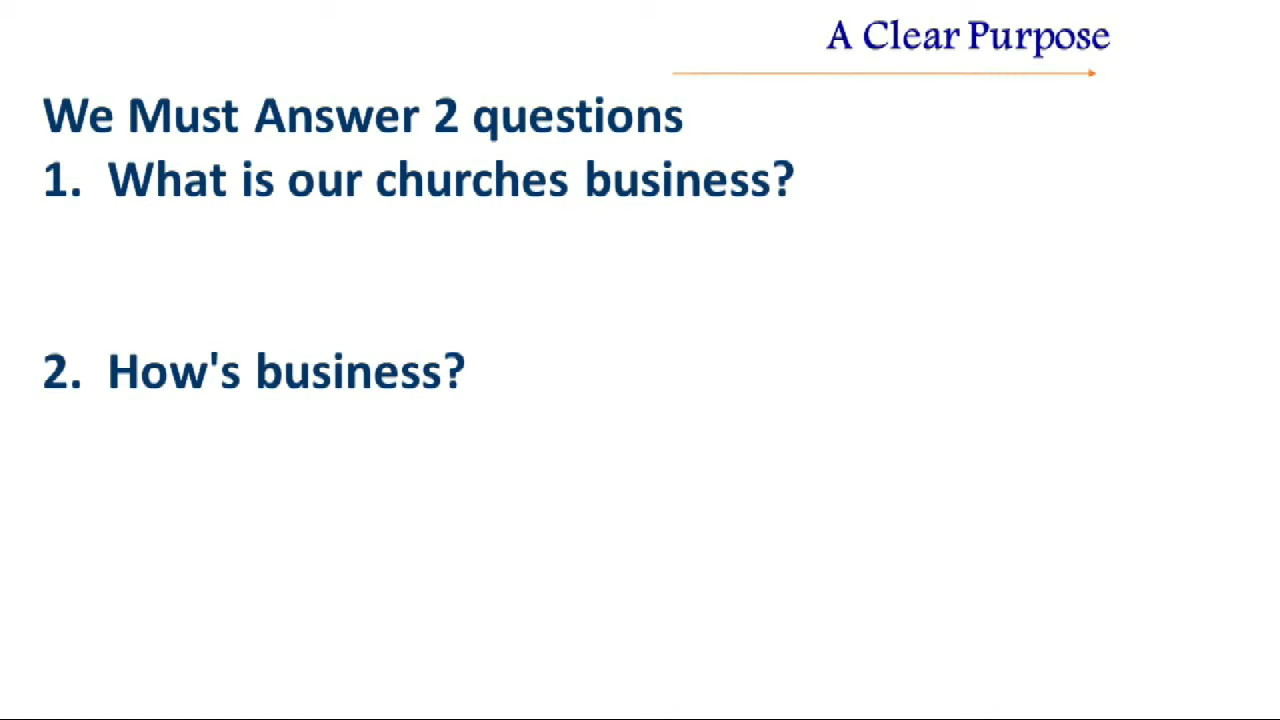 A Clear Purpose
We Must Answer 2 questions
1. What is our churches business?
2. How's business?